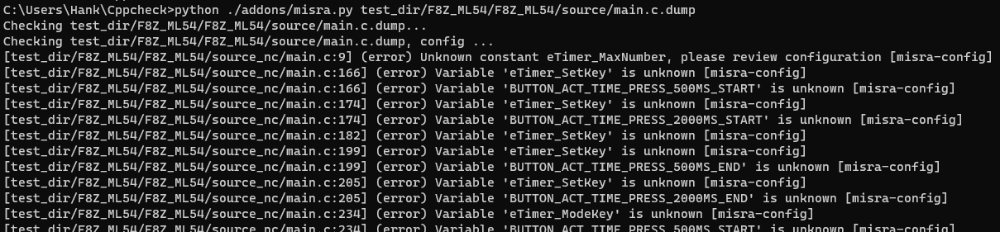 C:\Users\Hank\Cppcheck>python ./addons/misra.py test_dir/F8Z_ML54/F8Z_ML54/source/main.c.dump
Checking test_dir/F8Z_ML54/F8Z_ML54/source/main.c.dump...
Checking test_dir/F8Z_ML54/F8Z_ML54/source/main.c.dump, config ...
[test_dir/F8Z_ML54/F8Z_ML54/source_nc/main.c:9] (error) Unknown constant eTimer_MaxNumber, please review configuration [misra-config]
[test_dir/F8Z_ML54/F8Z_ML54/source_nc/main.c:166] (error) Variable 'eTimer_SetKey' is unknown [misra-config]
[test_dir/F8Z_ML54/F8Z_ML54/source_nc/main.c:166] (error) Variable 'BUTTON_ACT_TIME_PRESS_500MS_START' is unknown [misra-config]
[test_dir/F8Z_ML54/F8Z_ML54/source_nc/main.c:174] (error) Variable 'eTimer_SetKey' is unknown [misra-config]
[test_dir/F8Z_ML54/F8Z_ML54/source_nc/main.c:174] (error) Variable 'BUTTON_ACT_TIME_PRESS_2000MS_START' is unknown [misra-config]
[test_dir/F8Z_ML54/F8Z_ML54/source_nc/main.c:182] (error) Variable 'eTimer_SetKey' is unknown [misra-config]
[test_dir/F8Z_ML54/F8Z_ML54/source_nc/main.c:199] (error) Variable 'eTimer_SetKey' is unknown [misra-config]
[test_dir/F8Z_ML54/F8Z_ML54/source_nc/main.c:199] (error) Variable 'BUTTON_ACT_TIME_PRESS_500MS_END' is unknown [misra-config]
[test_dir/F8Z_ML54/F8Z_ML54/source_nc/main.c:205] (error) Variable 'eTimer_SetKey' is unknown [misra-config]
[test_dir/F8Z_ML54/F8Z_ML54/source_nc/main.c:205] (error) Variable 'BUTTON_ACT_TIME_PRESS_2000MS_END' is unknown [misra-config]
[test_dir/F8Z_ML54/F8Z_ML54/source_nc/main.c:234] (error) Variable 'eTimer_ModeKey' is unknown [misra-config]
[test_dir/F8Z_ML54/F8Z_ML54/source_nc/main.c:234] (error) Variable 'BUTTON_ACT_TIME_PRESS_500MS_START' is unknown [misra-config]